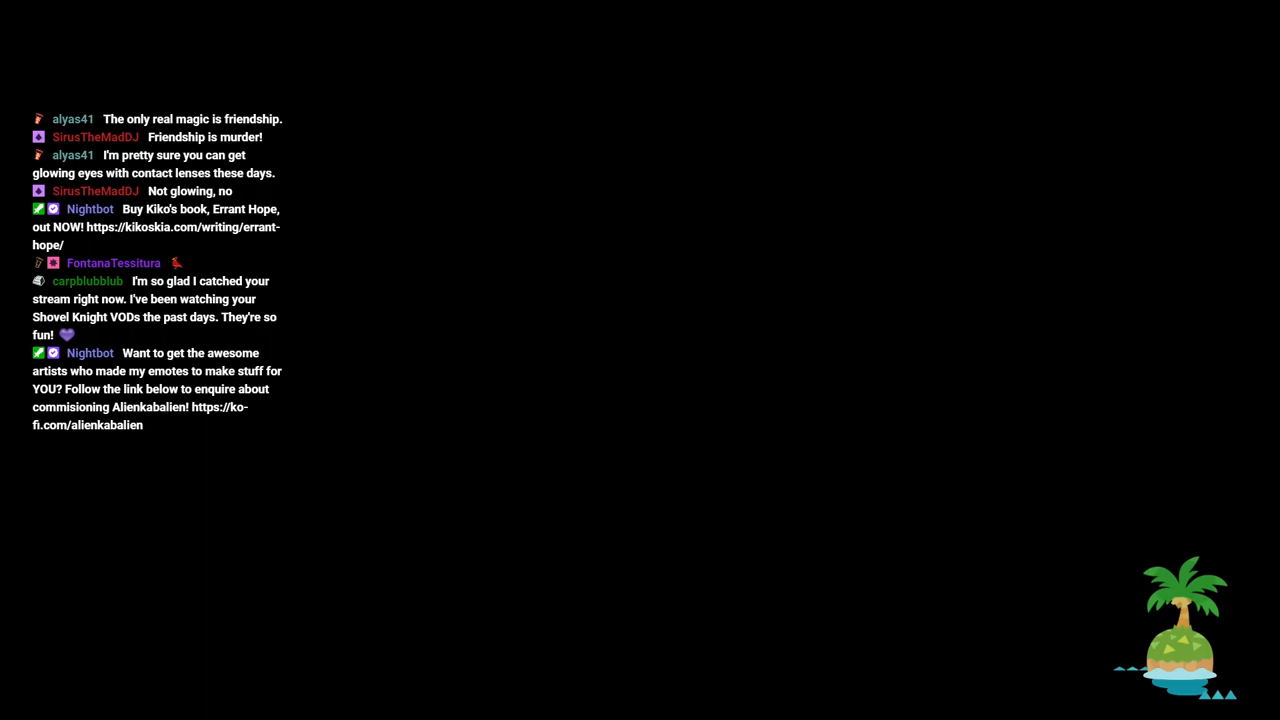 alyas41 The only real magic is friendship.
SirusTheMadDJ Friendship is murder!
alyas41 I'm pretty sure you can get
glowing eyes with contact lenses these days.
SirusTheMadDJ Not glowing, no
Nightbot Buy Kiko's book, Errant Hope,
out NOW! https://kikoskia.com/writing/errant-
hope/
FontanaTessitura
carpblubblub I'm so glad I catched your
stream right now. I've been watching your
Shovel Knight VODs the past days. They're so
fun!
Nightbot Want to get the awesome
artists who made my emotes to make stuff for
YOU? Follow the link below to enquire about
commisioning Alienkabalien! https://ko-
fi.com/alienkabalien